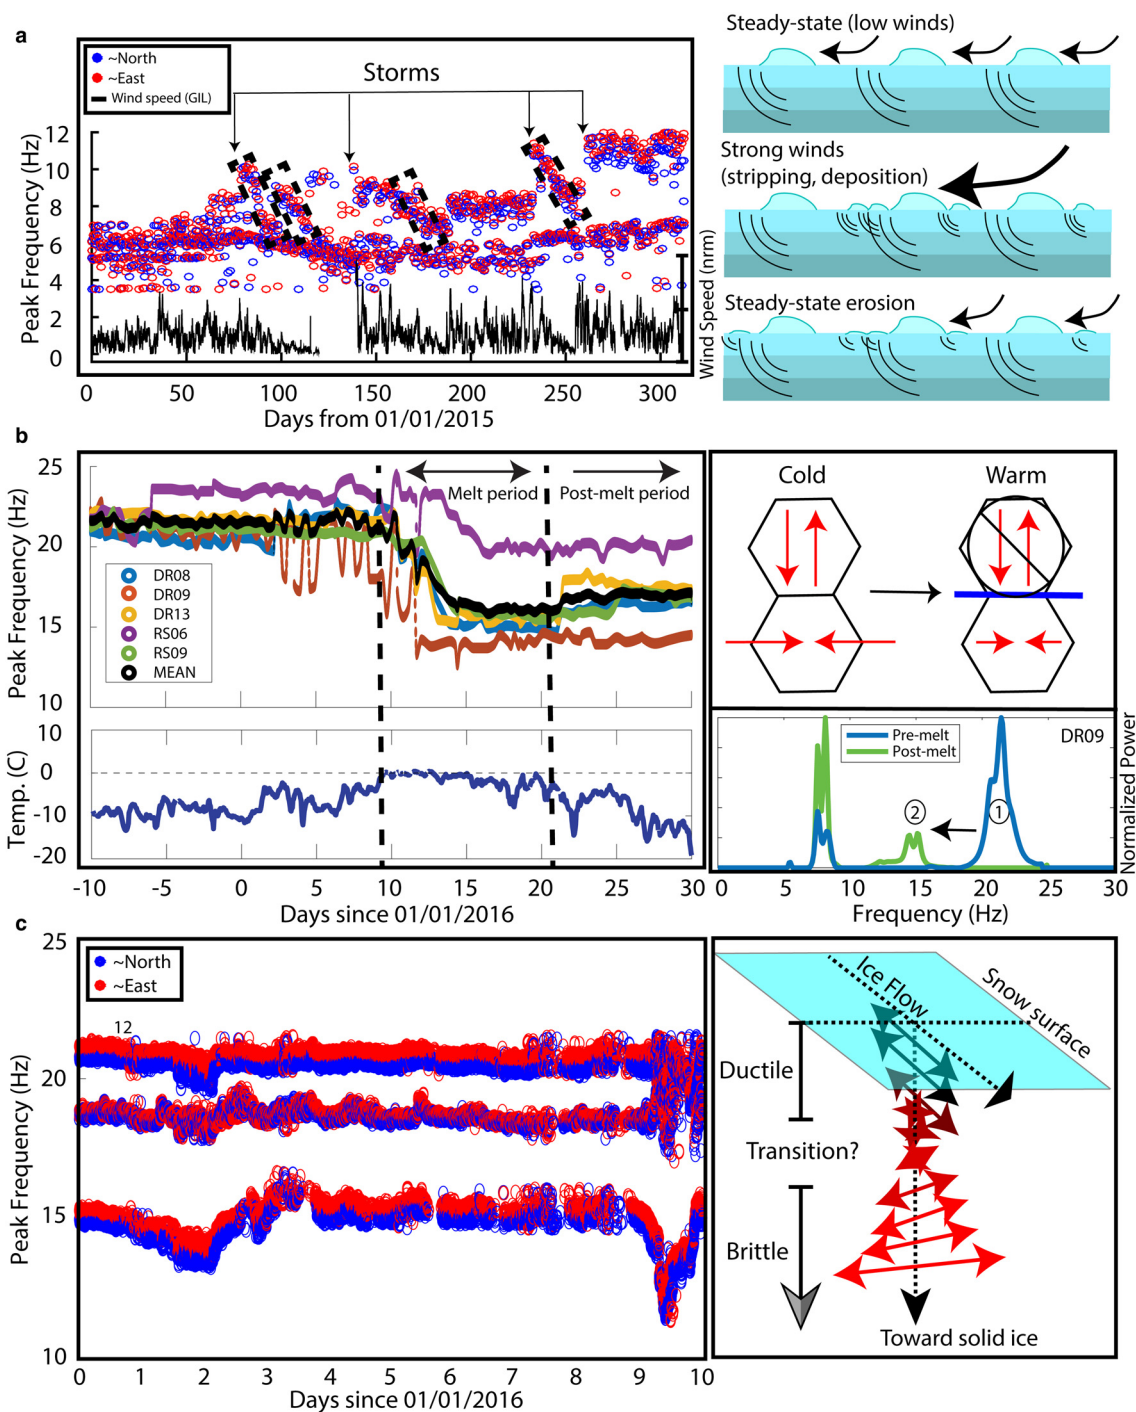 a
~North
~East
Wind speed (GIL)
Storms
Peak Frequency (Hz)
12
10
8
6
4
2
0
Wind Speed (nm)
0
50
100
150
200
250
300
Days from 01/01/2015
Steady-state (low winds)
Strong winds
(stripping, deposition)
Steady-state erosion
b
25
20
15
10
Peak Frequency (Hz)
Melt period
Post-melt period
DR08
DR09
DR13
RS06
RS09
MEAN
10
0
-10
-20
Temp. (C)
-10
-5
0
5
10
15
20
25
30
Days since 01/01/2016
Cold
Warm
Pre-melt
Post-melt
DR09
2
1
Normalized Power
0
5
10
15
20
25
30
Frequency (Hz)
c
25
20
15
10
Peak Frequency (Hz)
~North
~East
12
0
1
2
3
4
5
6
7
8
9
10
Days since 01/01/2016
Ice Flow
Snow surface
Ductile
Transition?
Brittle
Toward solid ice